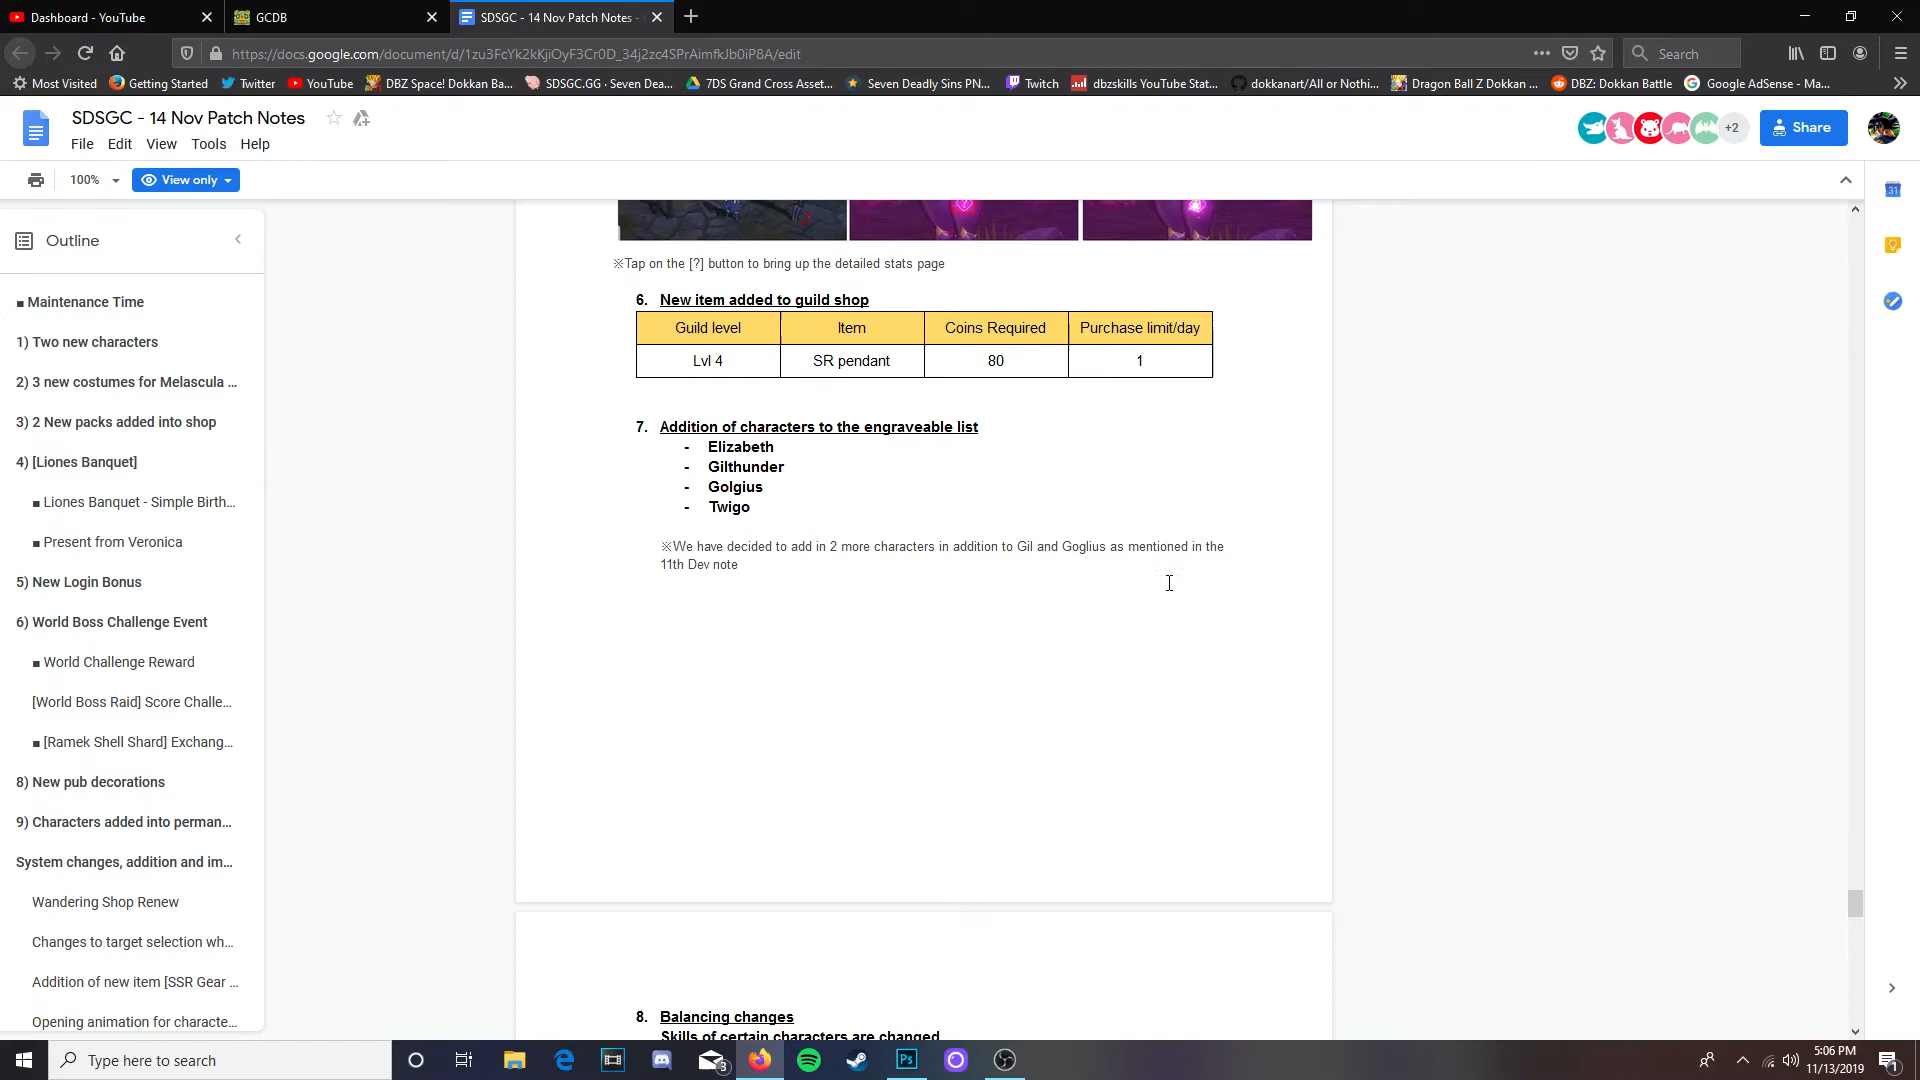 Dashboard - YouTube
GCDB
SDSGC - 14 Nov Patch Notes -
https://docs.google.com/document/d/1zu3FcYk2kKjiOyF3Cr0D_34j2zc4SPrAimfkJb0iP8A/edit
Search
Most Visited
Getting Started
Twitter
YouTube
DBZ Space! Dokkan Ba...
SDSGC.GG - Seven Dea...
7DS Grand Cross Asset...
Seven Deadly Sins PN...
Twitch
dbzskills YouTube Stat...
dokkanart/All or Nothi...
Dragon Ball Z Dokkan ...
DBZ: Dokkan Battle
Google AdSense - Ma...
SDSGC - 14 Nov Patch Notes
File Edit View Tools Help
+2
Share
100%
View only
31
Outline
■ Maintenance Time
1) Two new characters
2) 3 new costumes for Melascula ...
3) 2 New packs added into shop
4) [Liones Banquet]
■ Liones Banquet - Simple Birth...
■ Present from Veronica
5) New Login Bonus
6) World Boss Challenge Event
■ World Challenge Reward
[World Boss Raid] Score Challe...
■ [Ramek Shell Shard] Exchang...
8) New pub decorations
9) Characters added into perman...
System changes, addition and im...
Wandering Shop Renew
Changes to target selection wh...
Addition of new item [SSR Gear ...
Opening animation for characte...
※Tap on the [?] button to bring up the detailed stats page
6. New item added to guild shop
Guild level Item Coins Required Purchase limit/day
Lvl 4 SR pendant 80 1
7. Addition of characters to the engraveable list
- Elizabeth
- Gilthunder
- Golgius
- Twigo
※We have decided to add in 2 more characters in addition to Gil and Goglius as mentioned in the
11th Dev note
8. Balancing changes
Skills of certain characters are changed
Type here to search
3
Ps
5:06 PM
11/13/2019
1